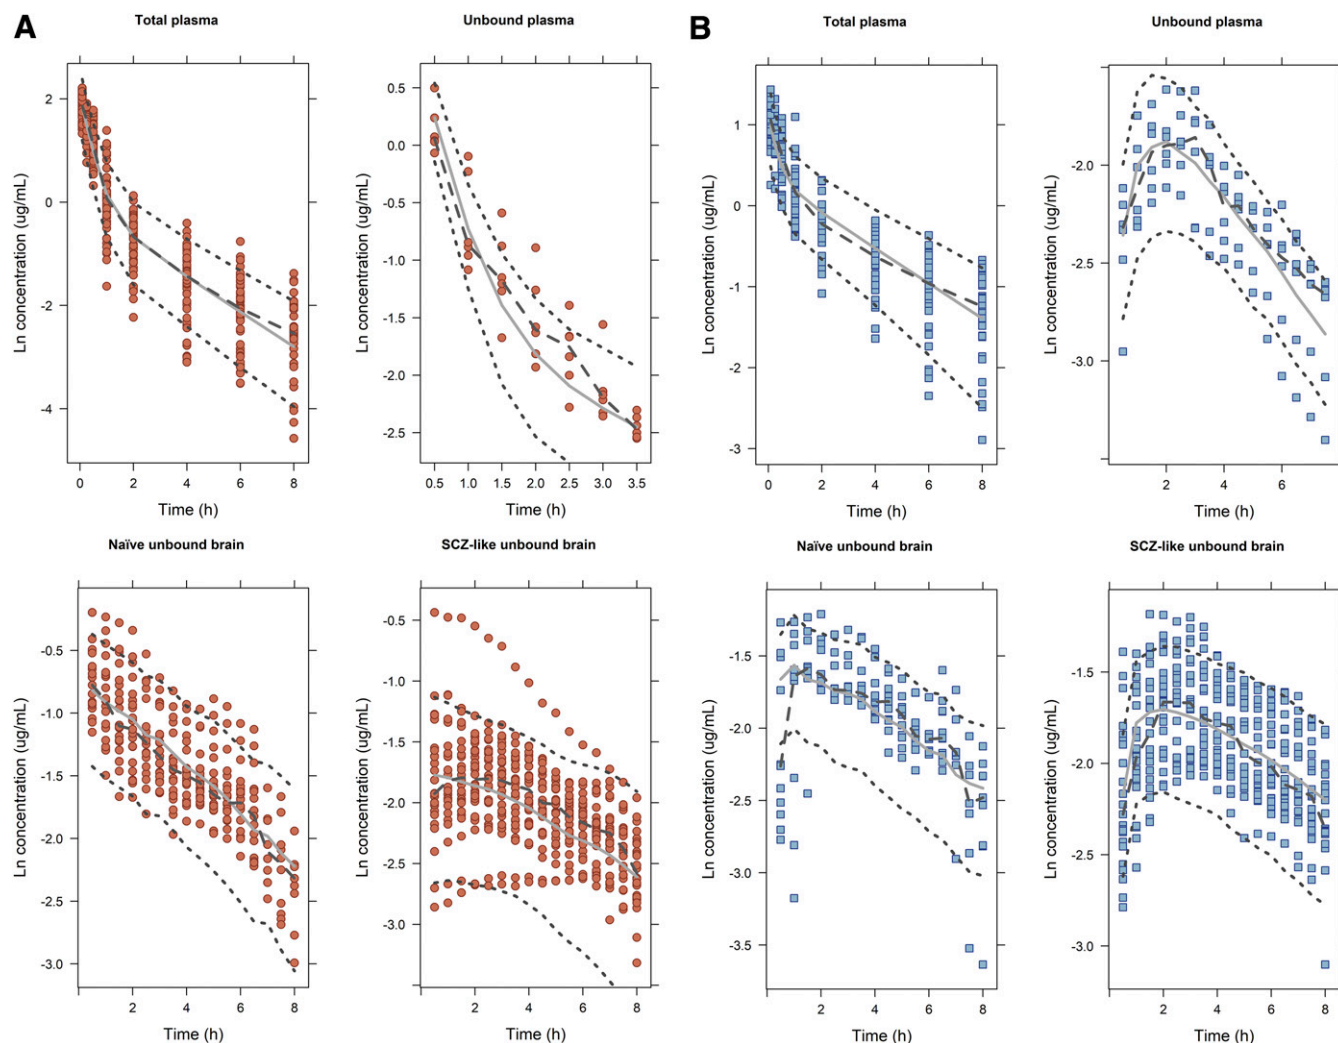 A
Total plasma
Ln concentration (ug/mL)
2
0
-2
-4
0 2 4 6 8
Time (h)
Unbound plasma
Ln concentration (ug/mL)
0.5
0.0
-0.5
-1.0
-1.5
-2.0
-2.5
0.5 1.0 1.5 2.0 2.5 3.0 3.5
Time (h)
Naïve unbound brain
Ln concentration (ug/mL)
-0.5
-1.0
-1.5
-2.0
-2.5
-3.0
2 4 6 8
Time (h)
SCZ-like unbound brain
Ln concentration (ug/mL)
-0.5
-1.0
-1.5
-2.0
-2.5
-3.0
2 4 6 8
Time (h)
B
Total plasma
Ln concentration (ug/mL)
1
0
-1
-2
-3
0 2 4 6 8
Time (h)
Unbound plasma
Ln concentration (ug/mL)
-2.0
-2.5
-3.0
2 4 6
Time (h)
Naïve unbound brain
Ln concentration (ug/mL)
-1.5
-2.0
-2.5
-3.0
-3.5
2 4 6 8
Time (h)
SCZ-like unbound brain
Ln concentration (ug/mL)
-1.5
-2.0
-2.5
-3.0
2 4 6 8
Time (h)